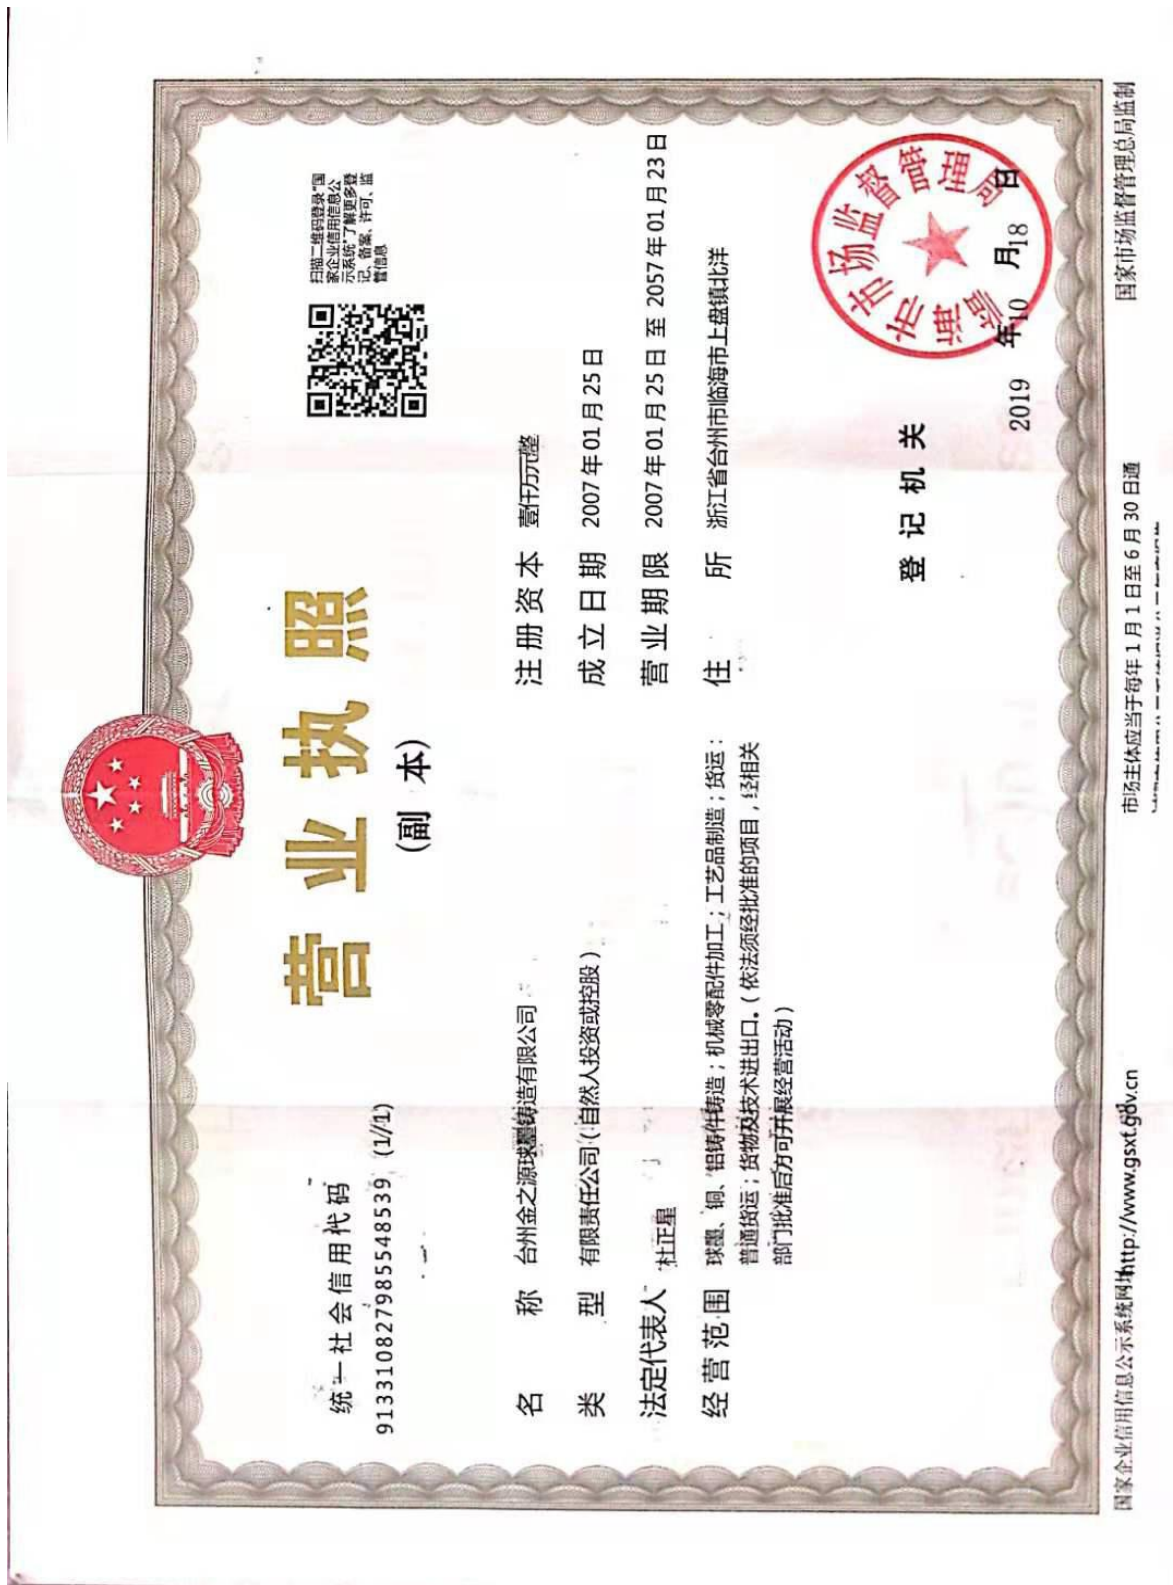 营业执照
(副 本)
统一社会信用代码
91331082798554853​9 (1/1)
扫描二维码登录“国
家企业信用信息公
示系统”了解更多登
记、备案、许可、监
管信息
名 称 台州金之源球墨铸造有限公司
类 型 有限责任公司(自然人投资或控股)
法定代表人 杜正星
经营范围 球墨、铜、铝铸件铸造;机械零配件加工;工艺品制造;货运:
普通货运;货物及技术进出口。(依法须经批准的项目,经相关
部门批准后方可开展经营活动)
注册资本 壹仟万元整
成立日期 2007年01月25日
营业期限 2007年01月25日 至 2057年01月23日
住 所 浙江省台州市临海市上盘镇北洋
登记机关
临海市市场监督管理局
2019 年10 月18 日
国家企业信用信息公示系统网址http://www.gsxt.gov.cn
市场主体应当于每年1月1日至6月30日通
国家市场监督管理总局监制